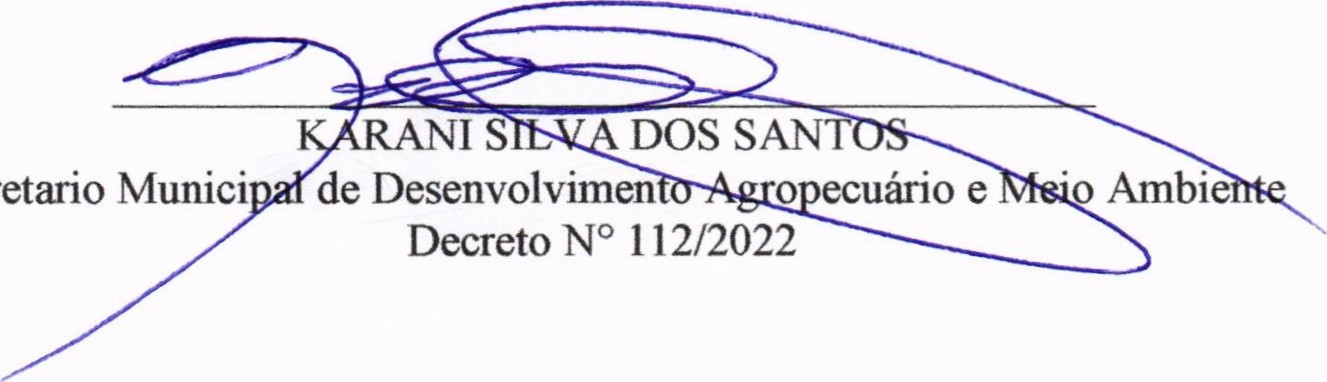 KARANI SILVA DOS SANTOS
retario Municipal de Desenvolvimento Agropecuário e Meio Ambiente
Decreto N° 112/2022